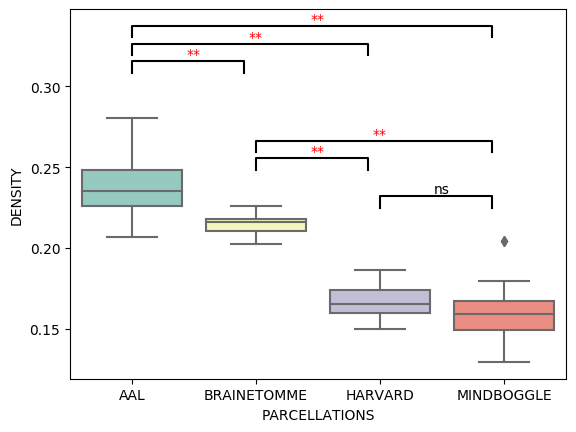 **
**
**
0.30
**
**
0.25
ns
0.20
0.15
DENSITY
AAL BRAINETOMME HARVARD MINDBOGGLE
PARCELLATIONS